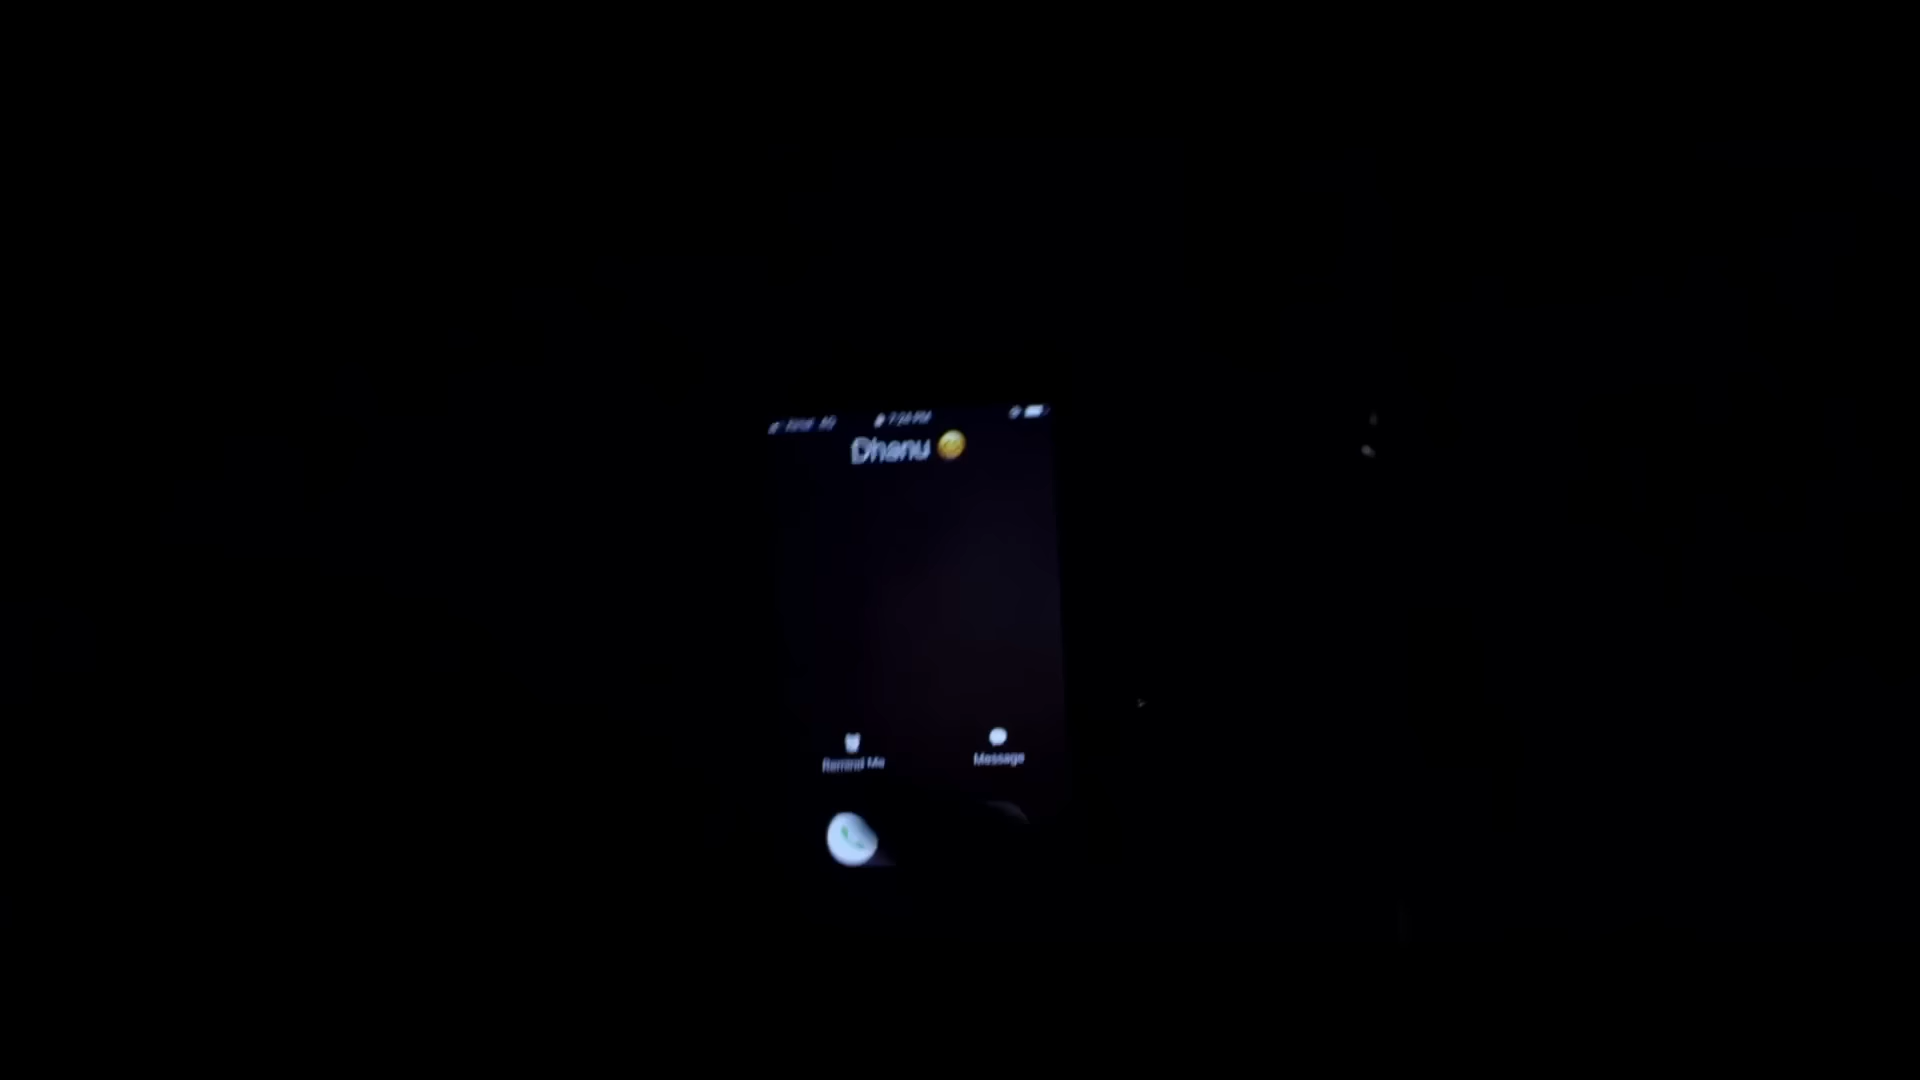 Dhanu 😊
Remind Me
Message